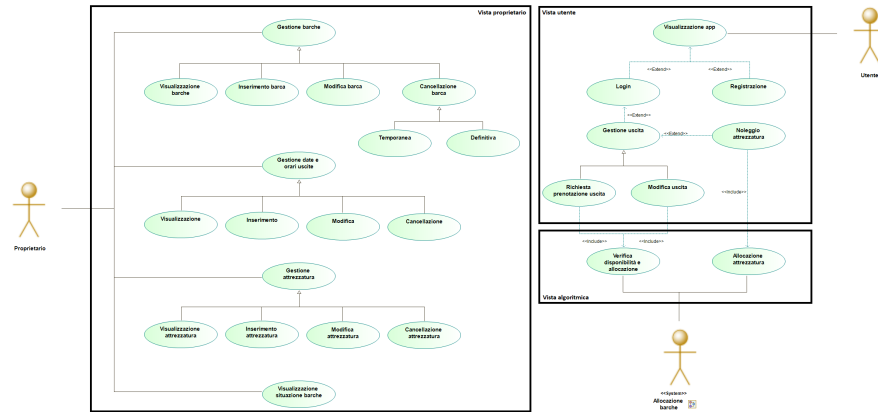 Vista proprietario
Gestione barche
Visualizzazione
barche
Inserimento barca
Modifica barca
Cancellazione
barca
Temporanea
Definitiva
Gestione date e
orari uscite
Visualizzazione
Inserimento
Modifica
Cancellazione
Gestione
attrezzatura
Visualizzazione
attrezzatura
Inserimento
attrezzatura
Modifica
attrezzatura
Cancellazione
attrezzatura
Visualizzazione
situazione barche
Proprietario
Vista utente
Visualizzazione app
<<Extend>>
<<Extend>>
Login
Registrazione
<<Extend>>
Gestione uscita
<<Extend>>
Noleggio
attrezzatura
Richiesta
prenotazione uscita
Modifica uscita
<<Include>>
<<Include>>
<<Include>>
Verifica
disponibilità e
allocazione
Allocazione
attrezzatura
Vista algoritmica
Utente
<<System>>
Allocazione
barche